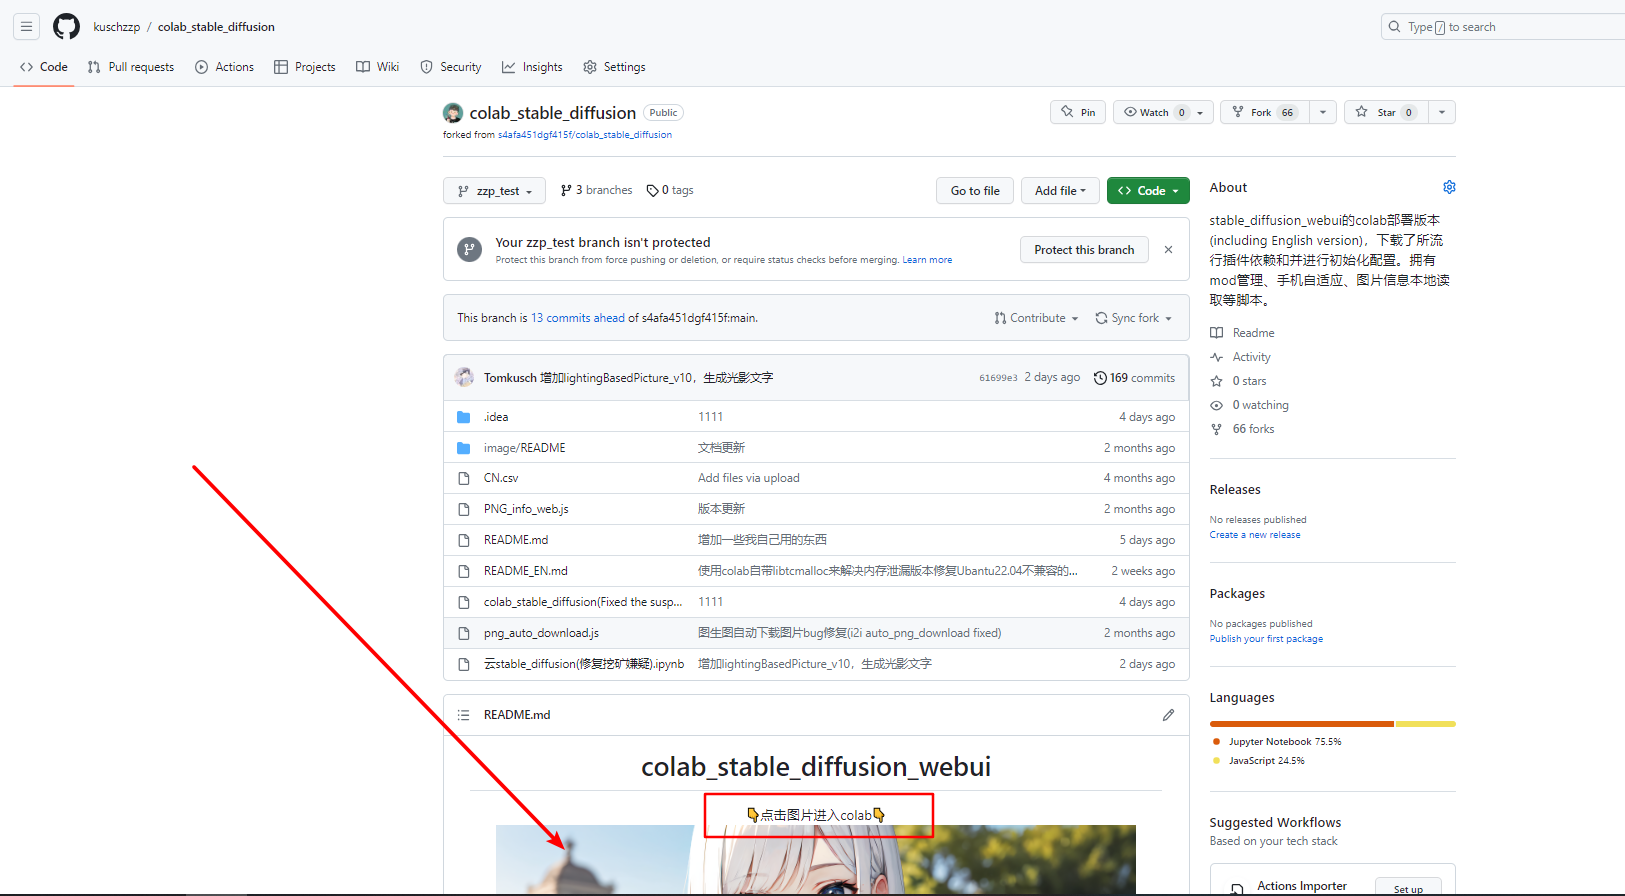 kuschzzp / colab_stable_diffusion
Type / to search
Code Pull requests Actions Projects Wiki Security Insights Settings
colab_stable_diffusion Public
Pin Watch 0 Fork 66 Star 0
forked from s4afa451dgf415f/colab_stable_diffusion
zzp_test 3 branches 0 tags Go to file Add file Code
Your zzp_test branch isn't protected
Protect this branch from force pushing or deletion, or require status checks before merging. Learn more
Protect this branch
This branch is 13 commits ahead of s4afa451dgf415f:main. Contribute Sync fork
Tomkusch 增加lightingBasedPicture_v10，生成光影文字 61699e3 2 days ago 169 commits
.idea 1111 4 days ago
image/README 文档更新 2 months ago
CN.csv Add files via upload 4 months ago
PNG_info_web.js 版本更新 2 months ago
README.md 增加一些我自己用的东西 5 days ago
README_EN.md 使用colab自带libtcmalloc来解决内存泄漏版本修复Ubantu22.04不兼容的... 2 weeks ago
colab_stable_diffusion(Fixed the susp... 1111 4 days ago
png_auto_download.js 图生图自动下载图片bug修复(i2i auto_png_download fixed) 2 months ago
云stable_diffusion(修复挖矿嫌疑).ipynb 增加lightingBasedPicture_v10，生成光影文字 2 days ago
README.md
colab_stable_diffusion_webui
👇点击图片进入colab👇
About
stable_diffusion_webui的colab部署版本
(including English version)，下载了所流
行插件依赖和并进行初始化配置。拥有
mod管理、手机自适应、图片信息本地读
取等脚本。
Readme
Activity
0 stars
0 watching
66 forks
Releases
No releases published
Create a new release
Packages
No packages published
Publish your first package
Languages
Jupyter Notebook 75.5%
JavaScript 24.5%
Suggested Workflows
Based on your tech stack
Actions Importer
Set up